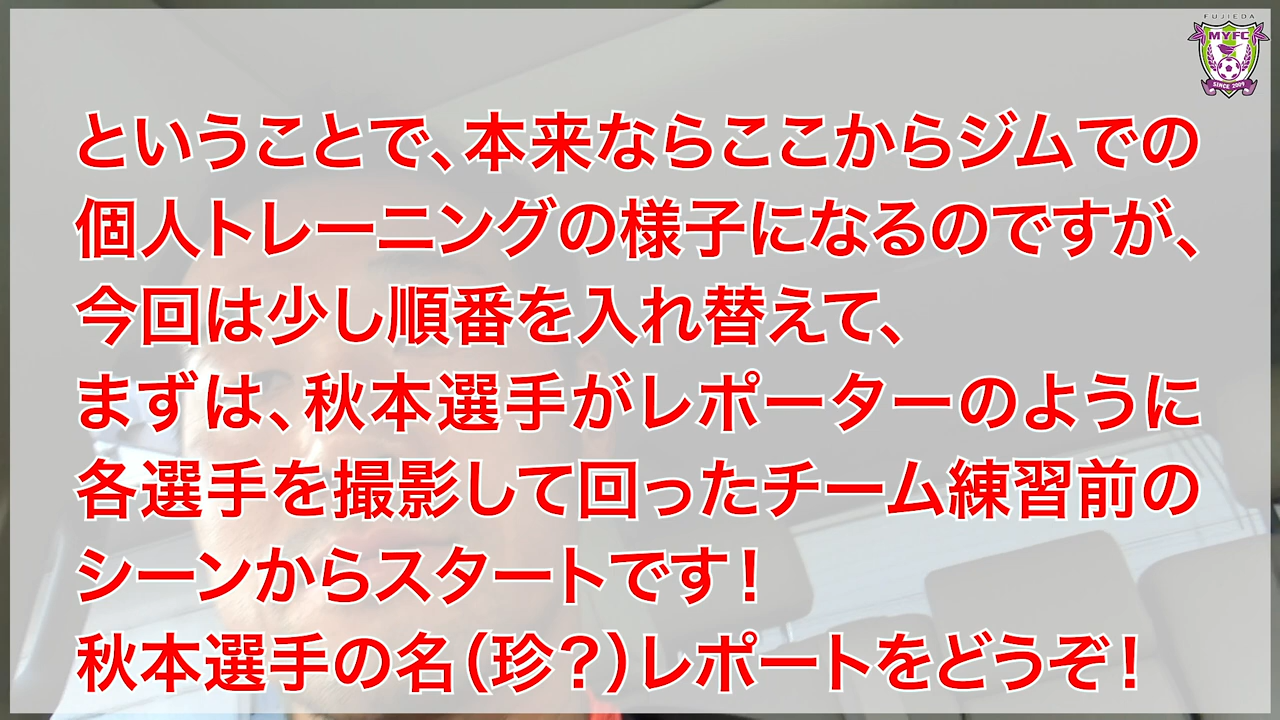 FUJIEDA
MYFC
SINCE 2009
ということで、本来ならここからジムでの
個人トレーニングの様子になるのですが、
今回は少し順番を入れ替えて、
まずは、秋本選手がレポーターのように
各選手を撮影して回ったチーム練習前の
シーンからスタートです！
秋本選手の名（珍？）レポートをどうぞ！